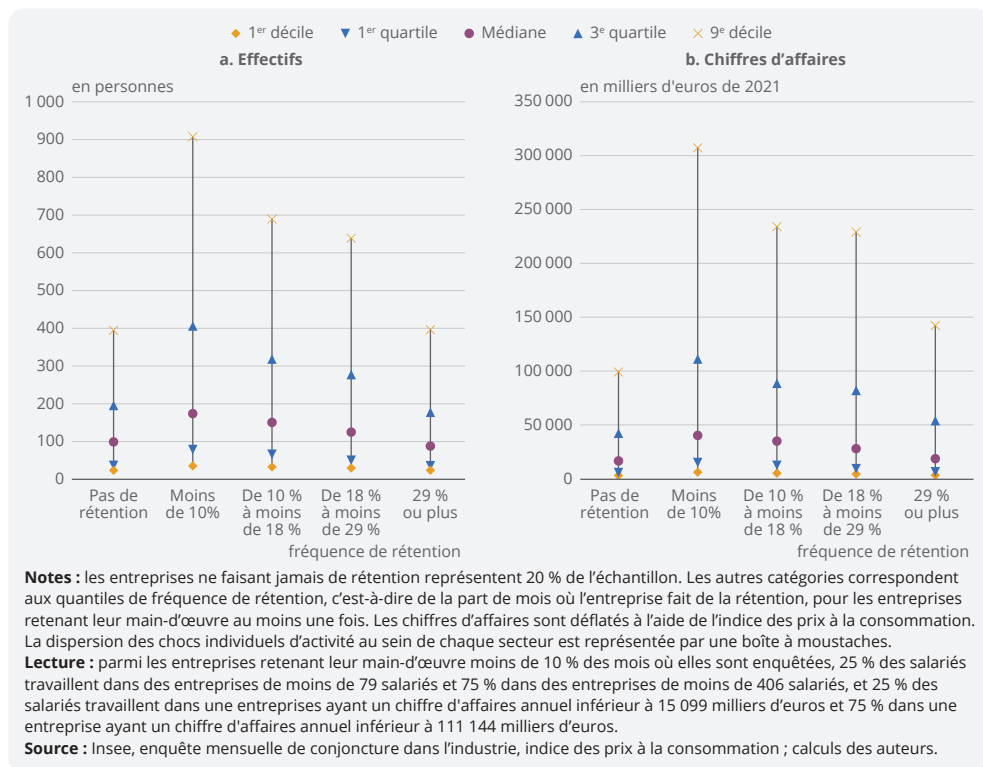 1er décile 1er quartile Médiane 3e quartile 9e décile
a. Effectifs
en personnes
1 000
900
800
700
600
500
400
300
200
100
0
Pas de rétention
Moins de 10%
De 10 % à moins de 18 %
De 18 % à moins de 29 %
29 % ou plus
fréquence de rétention
b. Chiffres d'affaires
en milliers d'euros de 2021
350 000
300 000
250 000
200 000
150 000
100 000
50 000
0
Pas de rétention
Moins de 10%
De 10 % à moins de 18 %
De 18 % à moins de 29 %
29 % ou plus
fréquence de rétention
Notes : les entreprises ne faisant jamais de rétention représentent 20 % de l'échantillon. Les autres catégories correspondent
aux quantiles de fréquence de rétention, c'est-à-dire de la part de mois où l'entreprise fait de la rétention, pour les entreprises
retenant leur main-d'œuvre au moins une fois. Les chiffres d'affaires sont déflatés à l'aide de l'indice des prix à la consommation.
La dispersion des chocs individuels d'activité au sein de chaque secteur est représentée par une boîte à moustaches.
Lecture : parmi les entreprises retenant leur main-d'œuvre moins de 10 % des mois où elles sont enquêtées, 25 % des salariés
travaillent dans des entreprises de moins de 79 salariés et 75 % dans des entreprises de moins de 406 salariés, et 25 % des
salariés travaillent dans une entreprises ayant un chiffre d'affaires annuel inférieur à 15 099 milliers d'euros et 75 % dans une
entreprise ayant un chiffre d'affaires annuel inférieur à 111 144 milliers d'euros.
Source : Insee, enquête mensuelle de conjoncture dans l'industrie, indice des prix à la consommation ; calculs des auteurs.